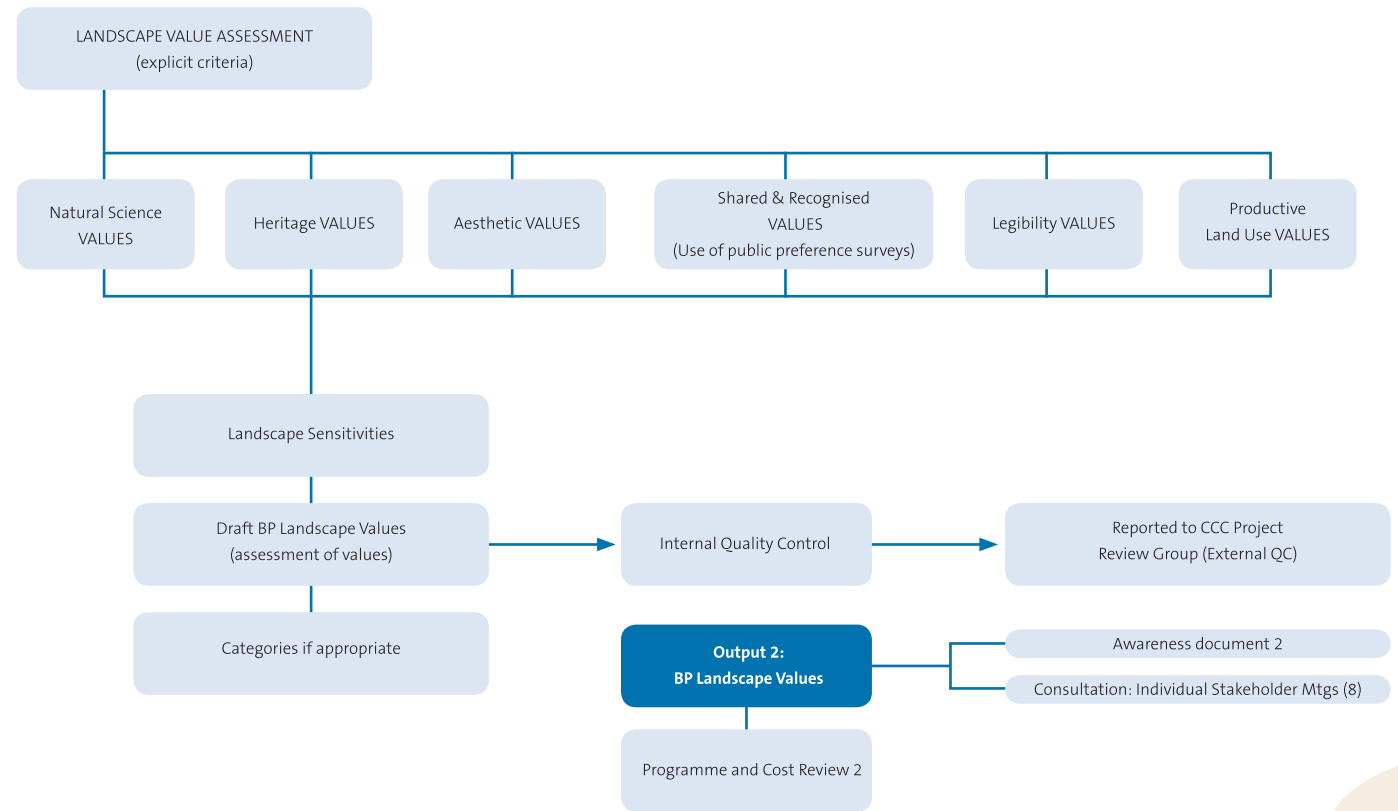 LANDSCAPE VALUE ASSESSMENT
(explicit criteria)
Natural Science
VALUES
Heritage VALUES
Aesthetic VALUES
Shared & Recognised
VALUES
(Use of public preference surveys)
Legibility VALUES
Productive
Land Use VALUES
Landscape Sensitivities
Draft BP Landscape Values
(assessment of values)
Internal Quality Control
Reported to CCC Project
Review Group (External QC)
Categories if appropriate
Output 2:
BP Landscape Values
Awareness document 2
Consultation: Individual Stakeholder Mtgs (8)
Programme and Cost Review 2